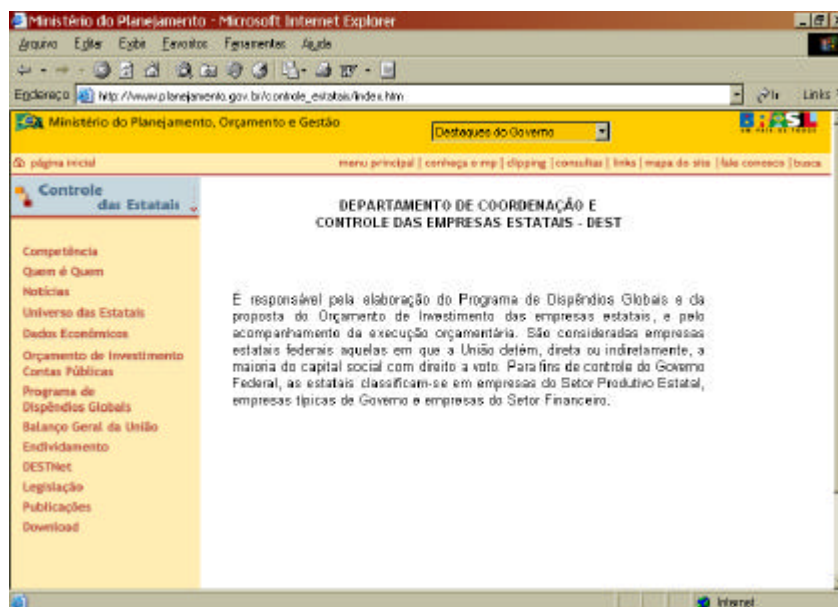 Ministério do Planejamento - Microsoft Internet Explorer
Arquivo Editar Exibir Favoritos Ferramentas Ajuda
Endereço http://www.planejamento.gov.br/controle_estatais/index.htm Ir Links
Ministério do Planejamento, Orçamento e Gestão
Destaques do Governo
BRASIL
UM PAÍS DE TODOS
página inicial
menu principal | conheça o mp | clipping | consultas | links | mapa do site | fale conosco | busca
Controle
das Estatais
DEPARTAMENTO DE COORDENAÇÃO E
CONTROLE DAS EMPRESAS ESTATAIS - DEST
Competência
Quem é Quem
Notícias
Universo das Estatais
Dados Econômicos
Orçamento de Investimento
Contas Públicas
Programa de
Dispêndios Globais
Balanço Geral da União
Endividamento
DESTNet
Legislação
Publicações
Download
É responsável pela elaboração do Programa de Dispêndios Globais e da
proposta do Orçamento de Investimento das empresas estatais, e pelo
acompanhamento da execução orçamentária. São consideradas empresas
estatais federais aquelas em que a União detém, direta ou indiretamente, a
maioria do capital social com direito a voto. Para fins de controle do Governo
Federal, as estatais classificam-se em empresas do Setor Produtivo Estatal,
empresas típicas de Governo e empresas do Setor Financeiro.
Internet